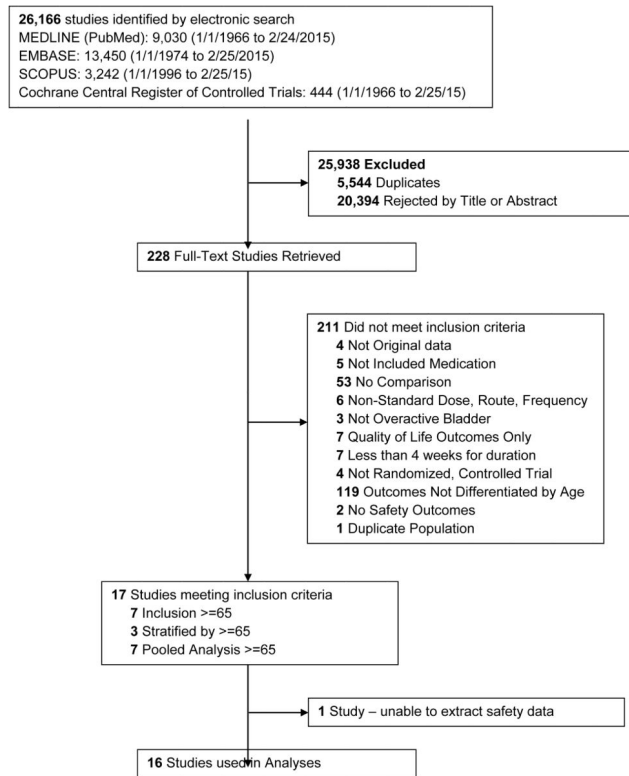 26,166 studies identified by electronic search
MEDLINE (PubMed): 9,030 (1/1/1966 to 2/24/2015)
EMBASE: 13,450 (1/1/1974 to 2/25/2015)
SCOPUS: 3,242 (1/1/1996 to 2/25/15)
Cochrane Central Register of Controlled Trials: 444 (1/1/1966 to 2/25/15)
25,938 Excluded
5,544 Duplicates
20,394 Rejected by Title or Abstract
228 Full-Text Studies Retrieved
211 Did not meet inclusion criteria
4 Not Original data
5 Not Included Medication
53 No Comparison
6 Non-Standard Dose, Route, Frequency
3 Not Overactive Bladder
7 Quality of Life Outcomes Only
7 Less than 4 weeks for duration
4 Not Randomized, Controlled Trial
119 Outcomes Not Differentiated by Age
2 No Safety Outcomes
1 Duplicate Population
17 Studies meeting inclusion criteria
7 Inclusion >=65
3 Stratified by >=65
7 Pooled Analysis >=65
1 Study – unable to extract safety data
16 Studies used in Analyses